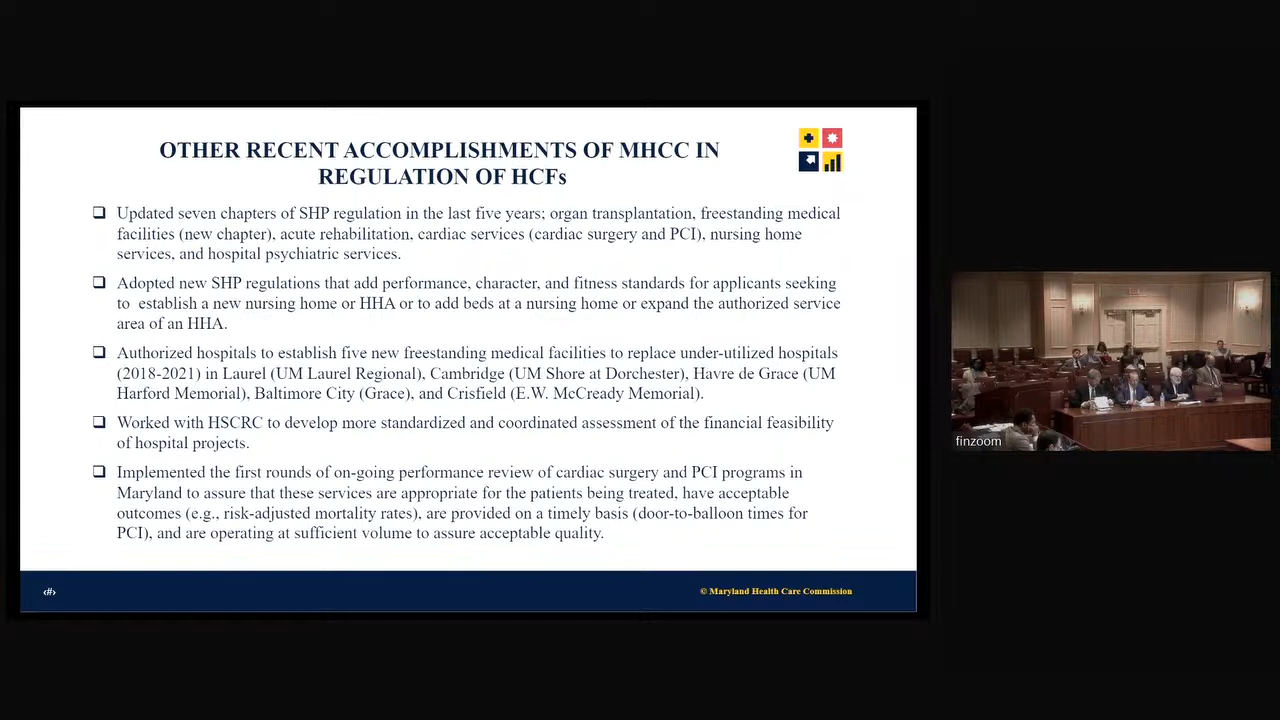 OTHER RECENT ACCOMPLISHMENTS OF MHCC IN
REGULATION OF HCFs
Updated seven chapters of SHP regulation in the last five years; organ transplantation, freestanding medical
facilities (new chapter), acute rehabilitation, cardiac services (cardiac surgery and PCI), nursing home
services, and hospital psychiatric services.
Adopted new SHP regulations that add performance, character, and fitness standards for applicants seeking
to establish a new nursing home or HHA or to add beds at a nursing home or expand the authorized service
area of an HHA.
Authorized hospitals to establish five new freestanding medical facilities to replace under-utilized hospitals
(2018-2021) in Laurel (UM Laurel Regional), Cambridge (UM Shore at Dorchester), Havre de Grace (UM
Harford Memorial), Baltimore City (Grace), and Crisfield (E.W. McCready Memorial).
Worked with HSCRC to develop more standardized and coordinated assessment of the financial feasibility
of hospital projects.
Implemented the first rounds of on-going performance review of cardiac surgery and PCI programs in
Maryland to assure that these services are appropriate for the patients being treated, have acceptable
outcomes (e.g., risk-adjusted mortality rates), are provided on a timely basis (door-to-balloon times for
PCI), and are operating at sufficient volume to assure acceptable quality.
‹#›
© Maryland Health Care Commission
finzoom